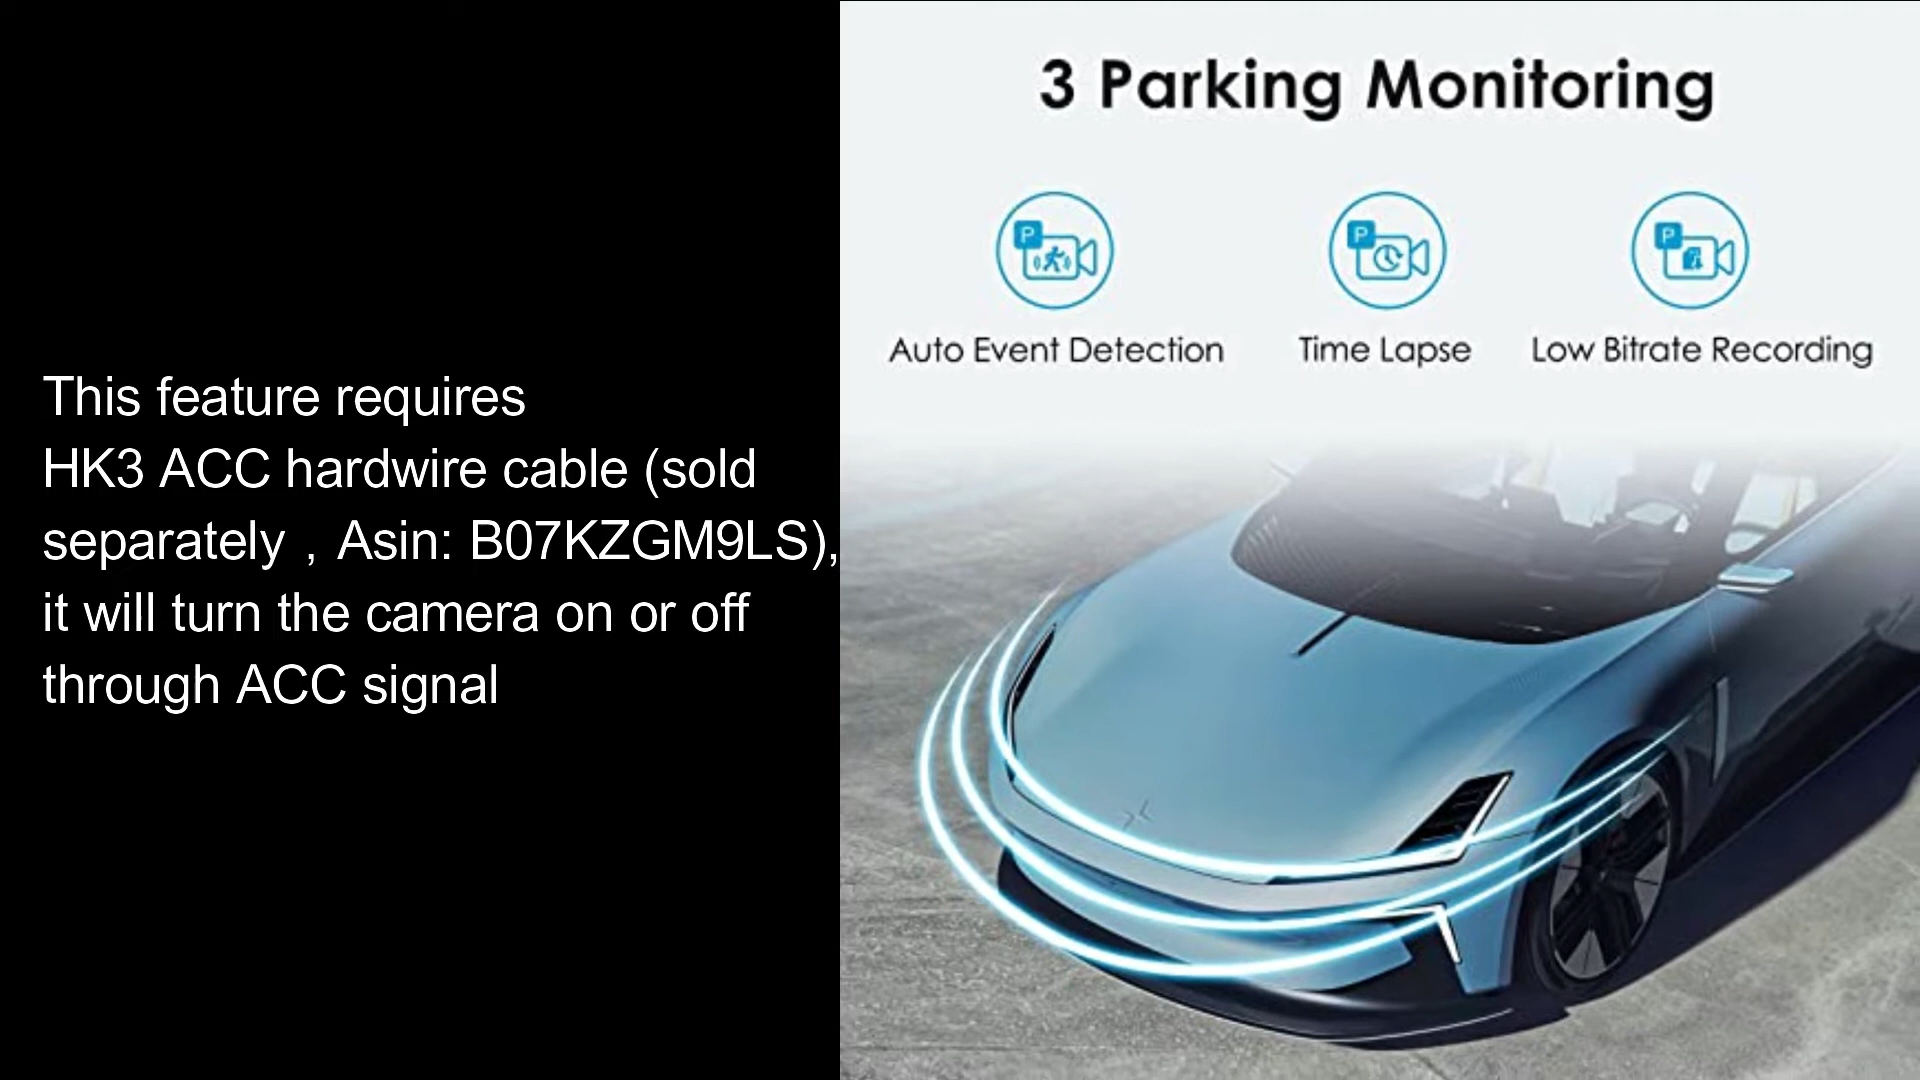 This feature requires
HK3 ACC hardwire cable (sold
separately , Asin: B07KZGM9LS),
it will turn the camera on or off
through ACC signal
3 Parking Monitoring
P
P
P
Auto Event Detection
Time Lapse
Low Bitrate Recording